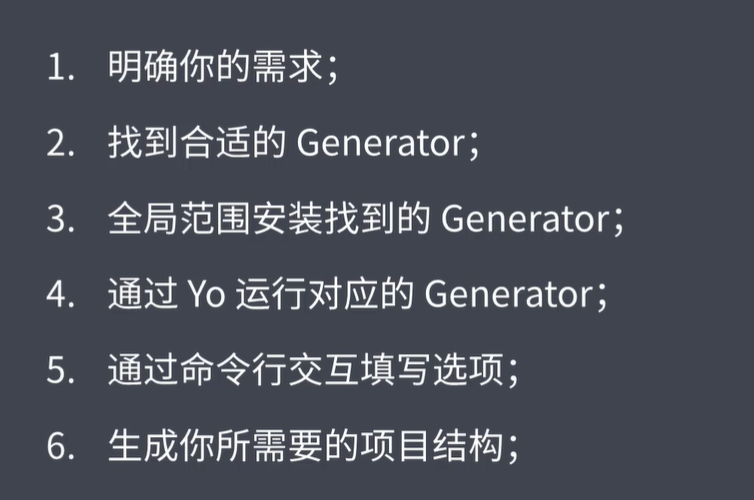 1. 明确你的需求；
2. 找到合适的 Generator；
3. 全局范围安装找到的 Generator；
4. 通过 Yo 运行对应的 Generator；
5. 通过命令行交互填写选项；
6. 生成你所需要的项目结构；